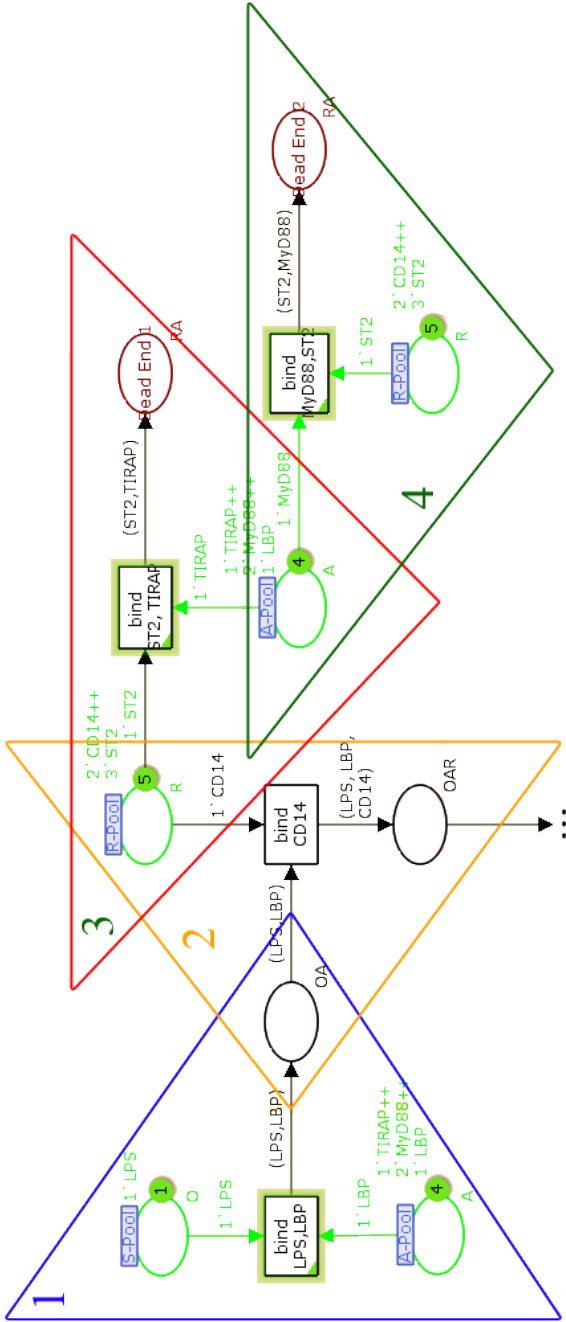 1
S-Pool
1`LPS
1
O
1`LPS
bind
LPS,LBP
1`LBP
A-Pool
1`TIRAP++
2`MyD88++
1`LBP
4
A
(LPS,LBP)
OA
(LPS,LBP)
2
bind
CD14
1`CD14
(LPS, LBP,
CD14)
OAR
...
3
R-Pool
2`CD14++
3`ST2
5
R
1`ST2
bind
ST2, TIRAP
(ST2,TIRAP)
Dead End 1
RA
1`TIRAP
A-Pool
1`TIRAP++
2`MyD88++
1`LBP
4
A
1`MyD88
4
bind
MyD88,ST2
(ST2,MyD88)
Dead End 2
RA
1`ST2
R-Pool
2`CD14++
3`ST2
5
R